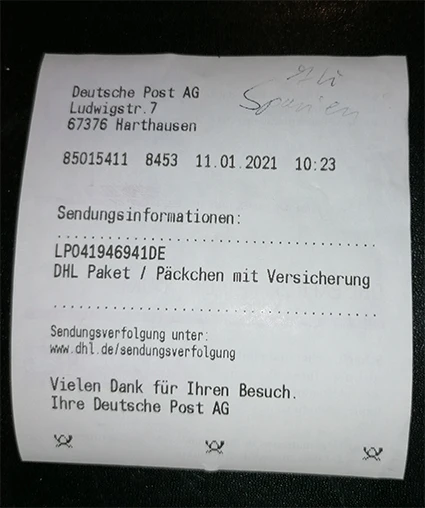 Spanien
Deutsche Post AG
Ludwigstr.7
67376 Harthausen
85015411 8453 11.01.2021 10:23
Sendungsinformationen:
LP041946941DE
DHL Paket / Päckchen mit Versicherung
Sendungsverfolgung unter:
www.dhl.de/sendungsverfolgung
Vielen Dank für Ihren Besuch.
Ihre Deutsche Post AG